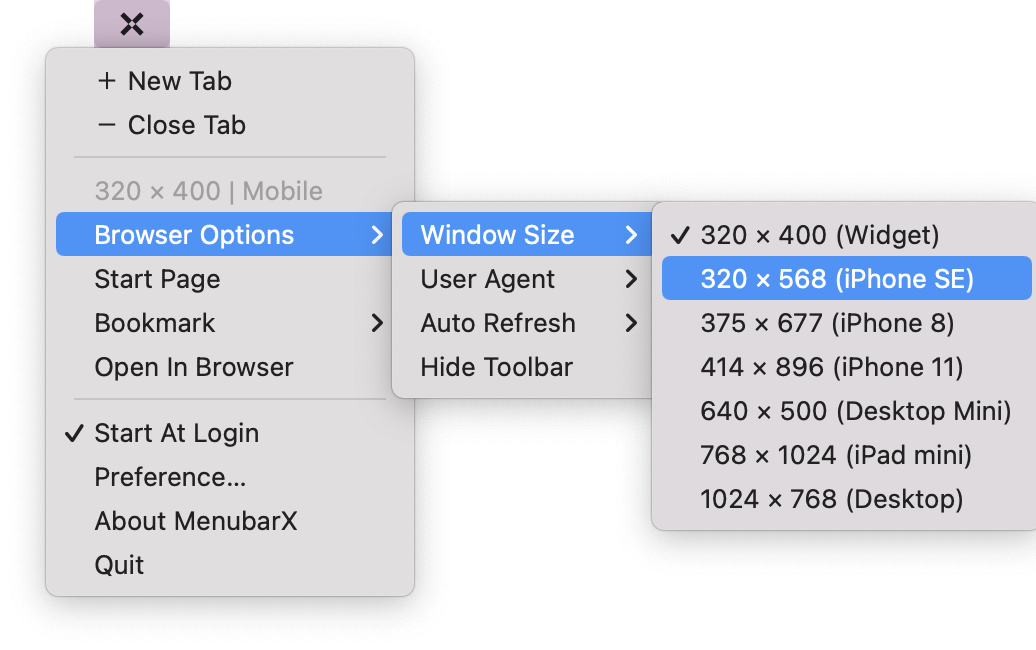 + New Tab
− Close Tab
320 × 400 | Mobile
Browser Options
Start Page
Bookmark
Open In Browser
✓ Start At Login
Preference...
About MenubarX
Quit
Window Size
User Agent
Auto Refresh
Hide Toolbar
✓ 320 × 400 (Widget)
320 × 568 (iPhone SE)
375 × 677 (iPhone 8)
414 × 896 (iPhone 11)
640 × 500 (Desktop Mini)
768 × 1024 (iPad mini)
1024 × 768 (Desktop)